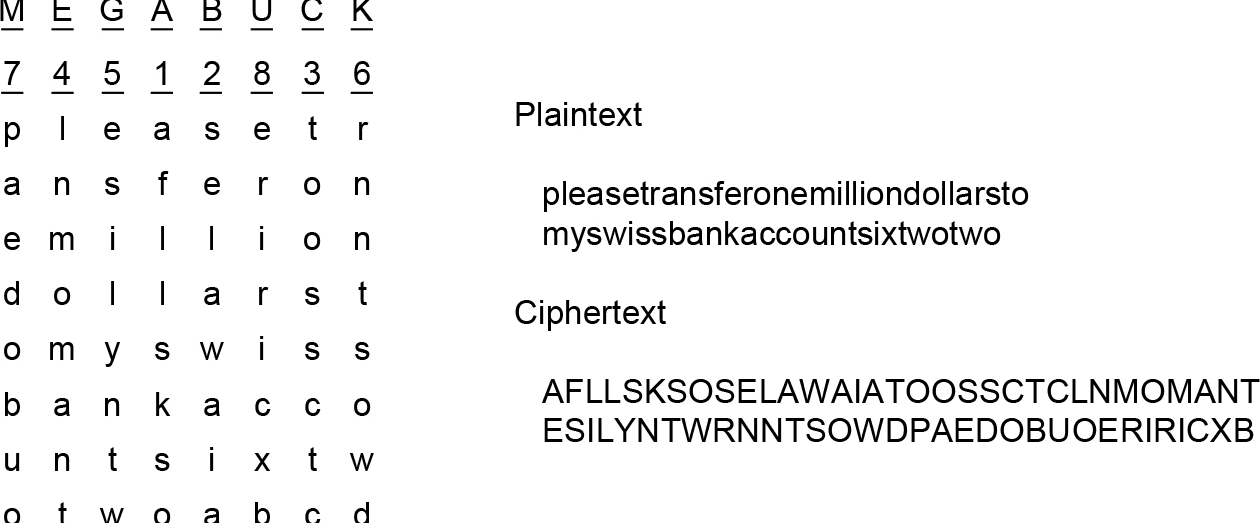 M E G A B U C K
7 4 5 1 2 8 3 6
p l e a s e t r
a n s f e r o n
e m i l l i o n
d o l l a r s t
o m y s w i s s
b a n k a c c o
u n t s i x t w
o t w o a b c d
Plaintext
pleasetransferonemilliondollarsto
myswissbankaccountsixtwotwo
Ciphertext
AFLLSKSOSELAWAIATOOSSCTCLNMOMANT
ESILYNTWRNNTSOWDPAEDOBUOERIRICXB